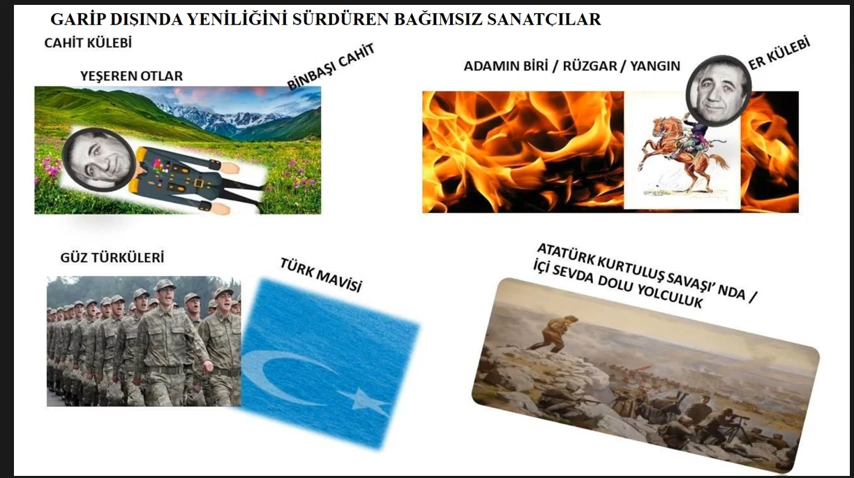 GARİP DIŞINDA YENİLİĞİNİ SÜRDÜREN BAĞIMSIZ SANATÇILAR
CAHİT KÜLEBİ
YEŞEREN OTLAR
BİNBAŞI CAHİT
ADAMIN BİRİ / RÜZGAR / YANGIN
ER KÜLEBİ
GÜZ TÜRKÜLERİ
TÜRK MAVİSİ
ATATÜRK KURTULUŞ SAVAŞI' NDA /
İÇİ SEVDA DOLU YOLCULUK